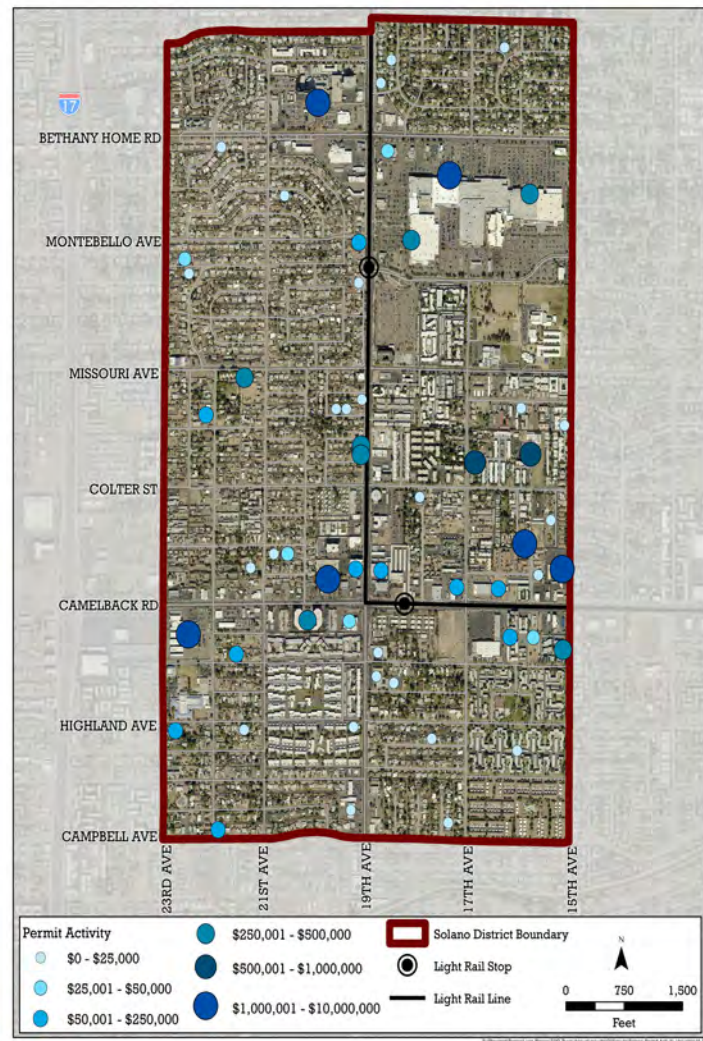 17
BETHANY HOME RD
MONTEBELLO AVE
MISSOURI AVE
COLTER ST
CAMELBACK RD
HIGHLAND AVE
CAMPBELL AVE
23RD AVE
21ST AVE
19TH AVE
17TH AVE
15TH AVE
Permit Activity
$0 - $25,000
$25,001 - $50,000
$50,001 - $250,000
$250,001 - $500,000
$500,001 - $1,000,000
$1,000,001 - $10,000,000
Solano District Boundary
Light Rail Stop
Light Rail Line
N
0 750 1,500
Feet